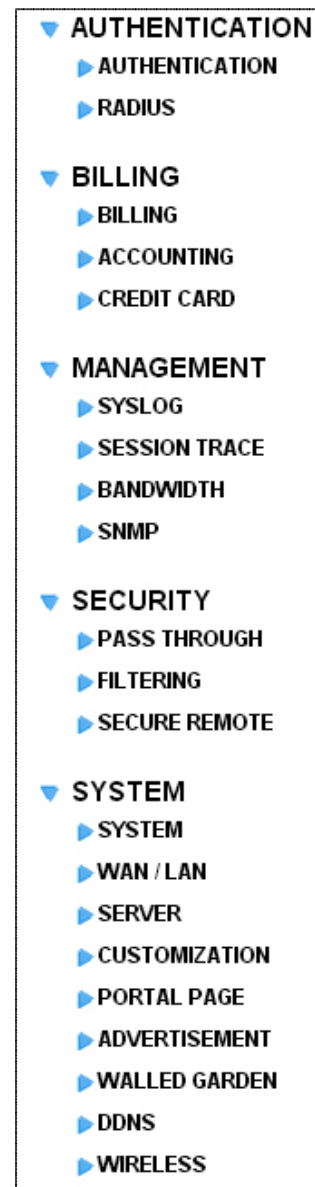 AUTHENTICATION
AUTHENTICATION
RADIUS
BILLING
BILLING
ACCOUNTING
CREDIT CARD
MANAGEMENT
SYSLOG
SESSION TRACE
BANDWIDTH
SNMP
SECURITY
PASS THROUGH
FILTERING
SECURE REMOTE
SYSTEM
SYSTEM
WAN / LAN
SERVER
CUSTOMIZATION
PORTAL PAGE
ADVERTISEMENT
WALLED GARDEN
DDNS
WIRELESS